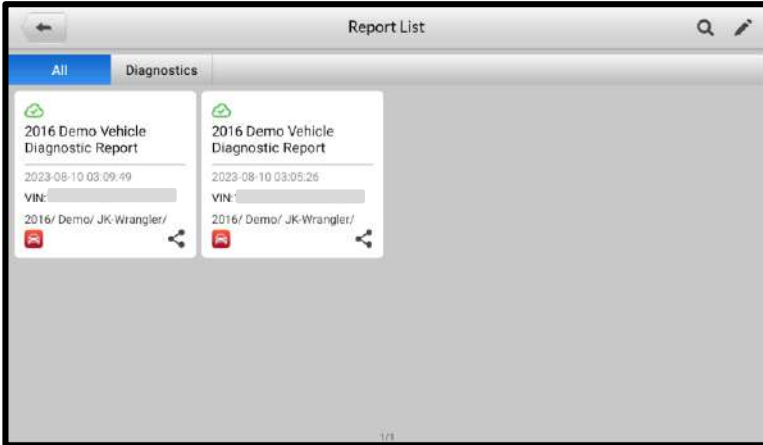 Report List
All
Diagnostics
2016 Demo Vehicle
Diagnostic Report
2023-08-10 03:09:49
VIN:
2016/ Demo/ JK-Wrangler/
2016 Demo Vehicle
Diagnostic Report
2023-08-10 03:05:26
VIN:
2016/ Demo/ JK-Wrangler/
1/1